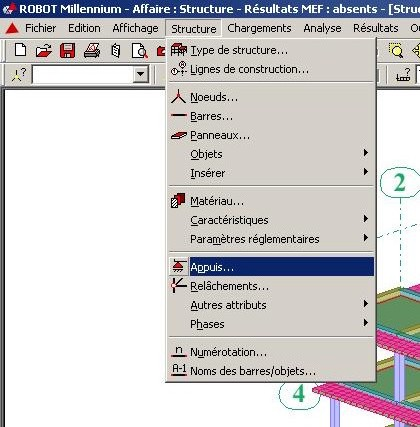 ROBOT Millennium - Affaire : Structure - Résultats MEF : absents - [Struc
Fichier Edition Affichage Structure Chargements Analyse Résultats O
Type de structure...
Lignes de construction...
Noeuds...
Barres...
Panneaux...
Objets
Insérer
Matériau...
Caractéristiques
Paramètres réglementaires
Appuis...
Relâchements...
Autres attributs
Phases
n Numérotation...
A-1 Noms des barres/objets...
2
4